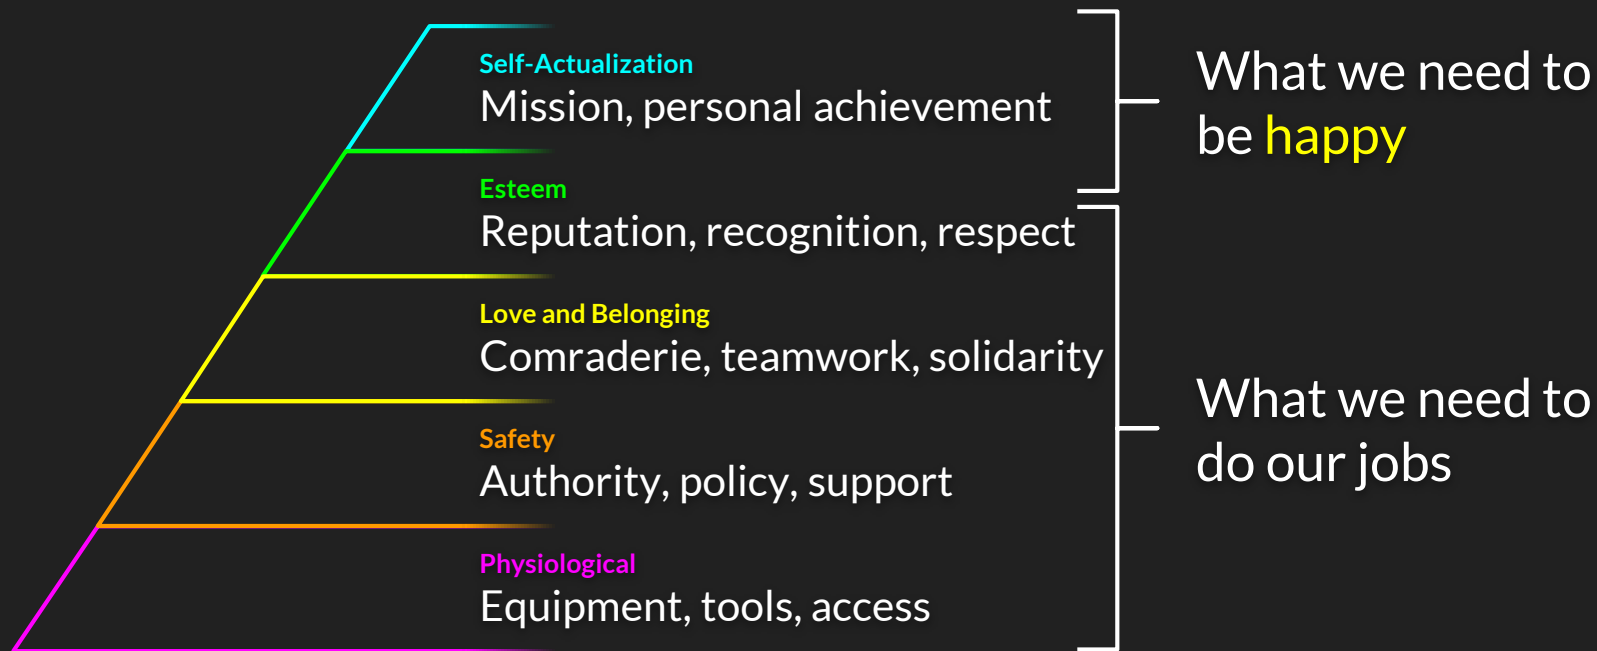 Self-Actualization
Mission, personal achievement
Esteem
Reputation, recognition, respect
Love and Belonging
Comraderie, teamwork, solidarity
Safety
Authority, policy, support
Physiological
Equipment, tools, access
What we need to
be happy
What we need to
do our jobs